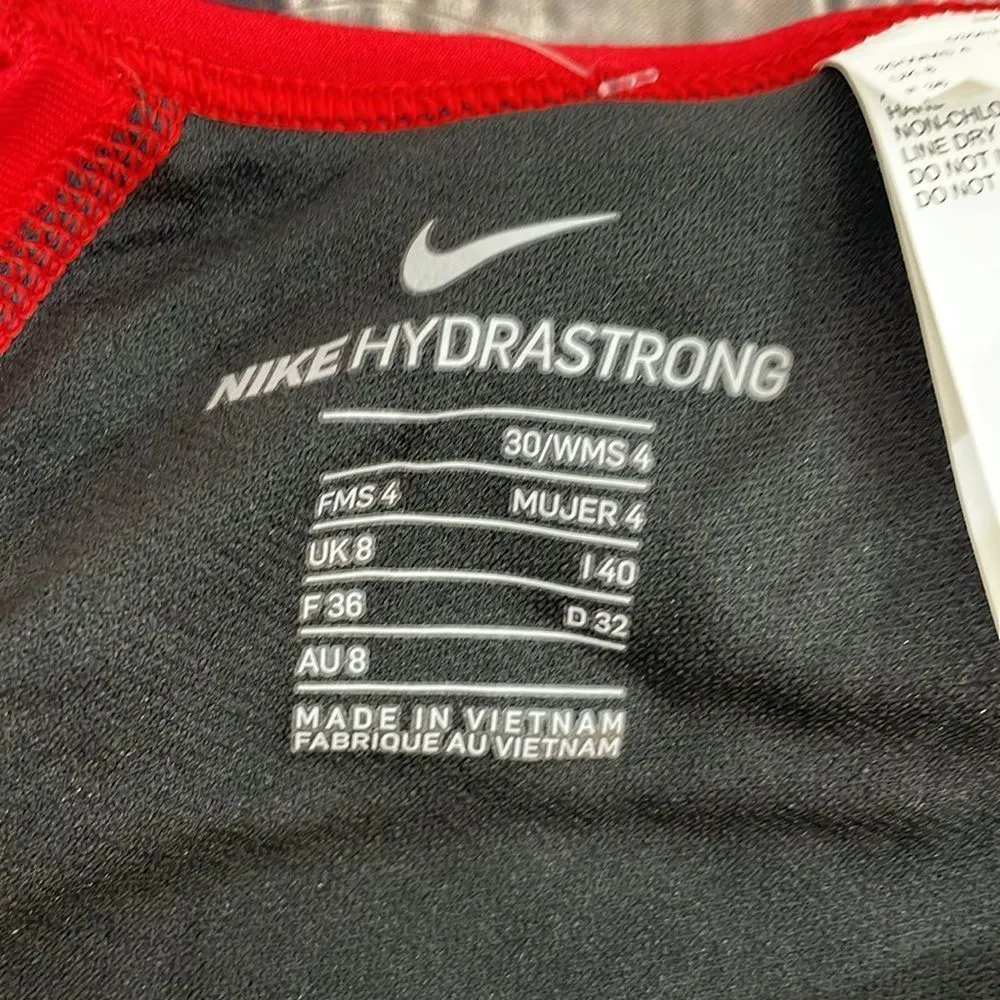 NIKE HYDRASTRONG
30/WMS 4
FMS 4 MUJER 4
UK 8 I 40
F 36 D 32
AU 8
MADE IN VIETNAM
FABRIQUE AU VIETNAM
NON-CHLO
LINE DRY
DO NOT
DO NOT